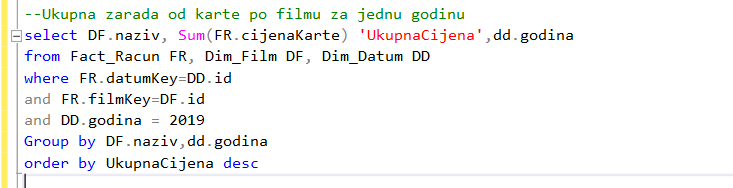 --Ukupna zarada od karte po filmu za jednu godinu
select DF.naziv, Sum(FR.cijenaKarte) 'UkupnaCijena',dd.godina
from Fact_Racun FR, Dim_Film DF, Dim_Datum DD
where FR.datumKey=DD.id
and FR.filmKey=DF.id
and DD.godina = 2019
Group by DF.naziv,dd.godina
order by UkupnaCijena desc